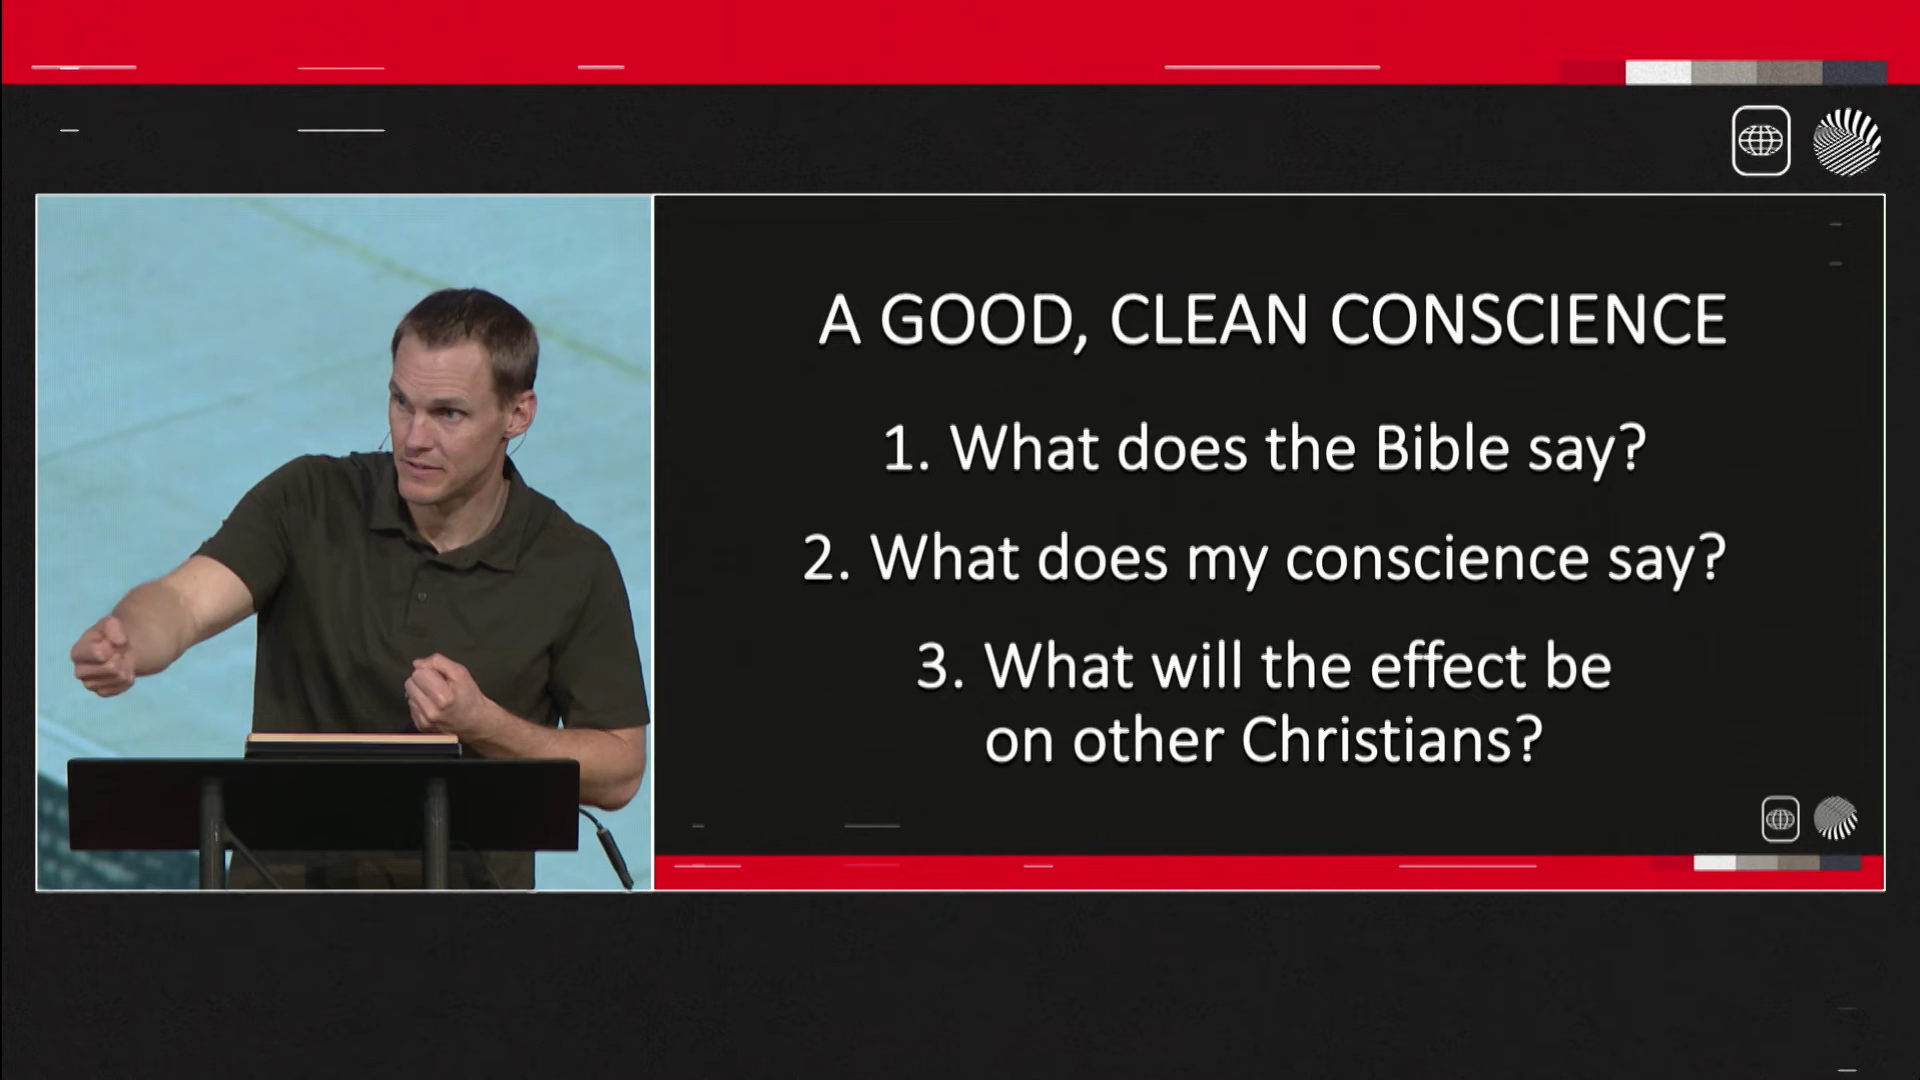 A GOOD, CLEAN CONSCIENCE
1. What does the Bible say?
2. What does my conscience say?
3. What will the effect be
on other Christians?